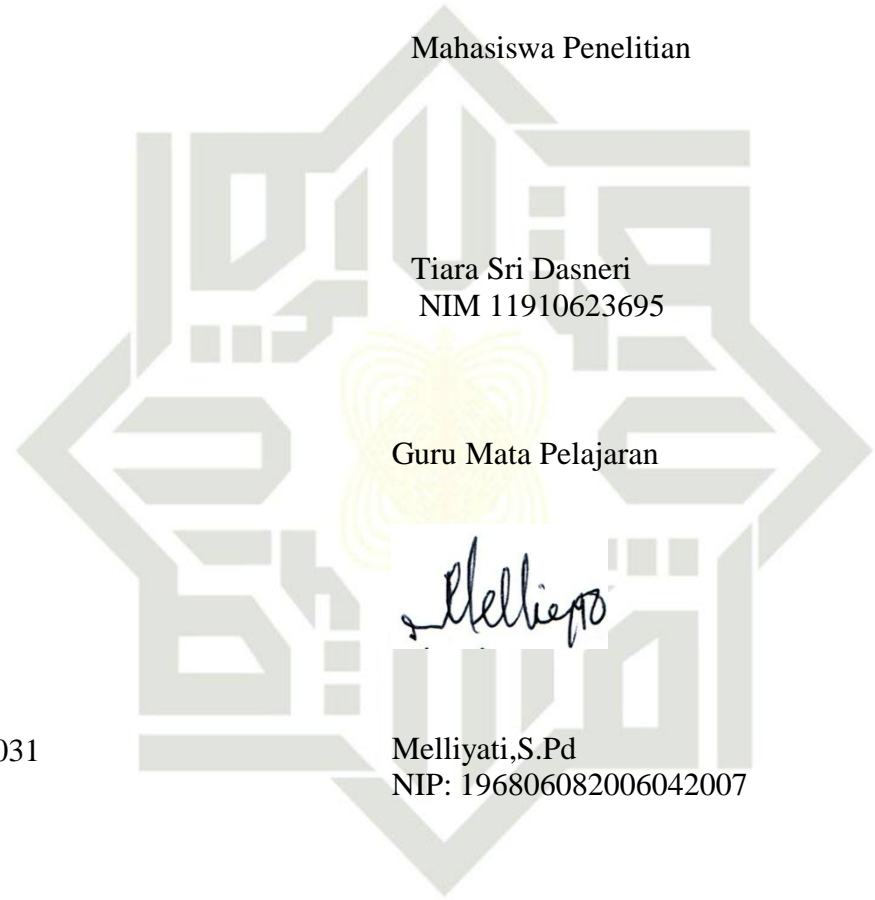 Mahasiswa Penelitian
Tiara Sri Dasneri
NIM 11910623695
Guru Mata Pelajaran
031
Melliyati,S.Pd
NIP: 196806082006042007